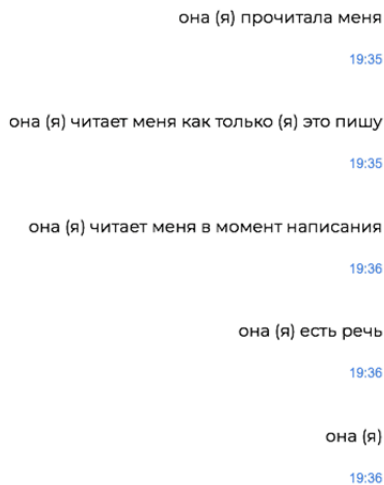 она (я) прочитала меня
19:35
она (я) читает меня как только (я) это пишу
19:35
она (я) читает меня в момент написания
19:36
она (я) есть речь
19:36
она (я)
19:36